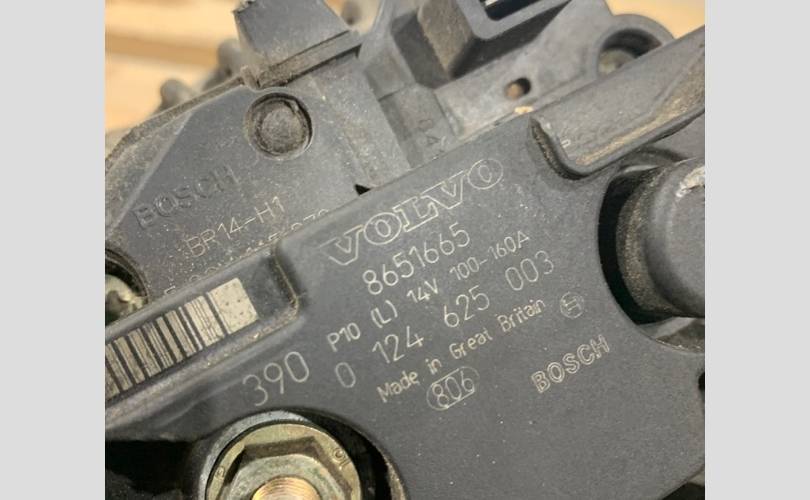 BOSCH
BR14-H1
VOLVO
8651665
P10 (L) 14V 100-160A
390 0 124 625 003
Made in Great Britain
806
BOSCH